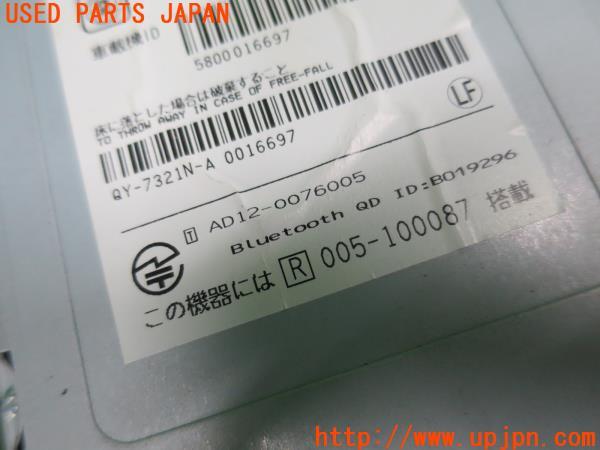 USED PARTS JAPAN
車載機ID
5800016697
床に落とした場合は破棄すること
TO THROW AWAY IN CASE OF FREE-FALL
LF
QY-7321N-A 0016697
T AD12-0076005
Bluetooth QD ID:B019296
この機器には R 005-100087 搭載
UPJ
http://www.upjpn.com